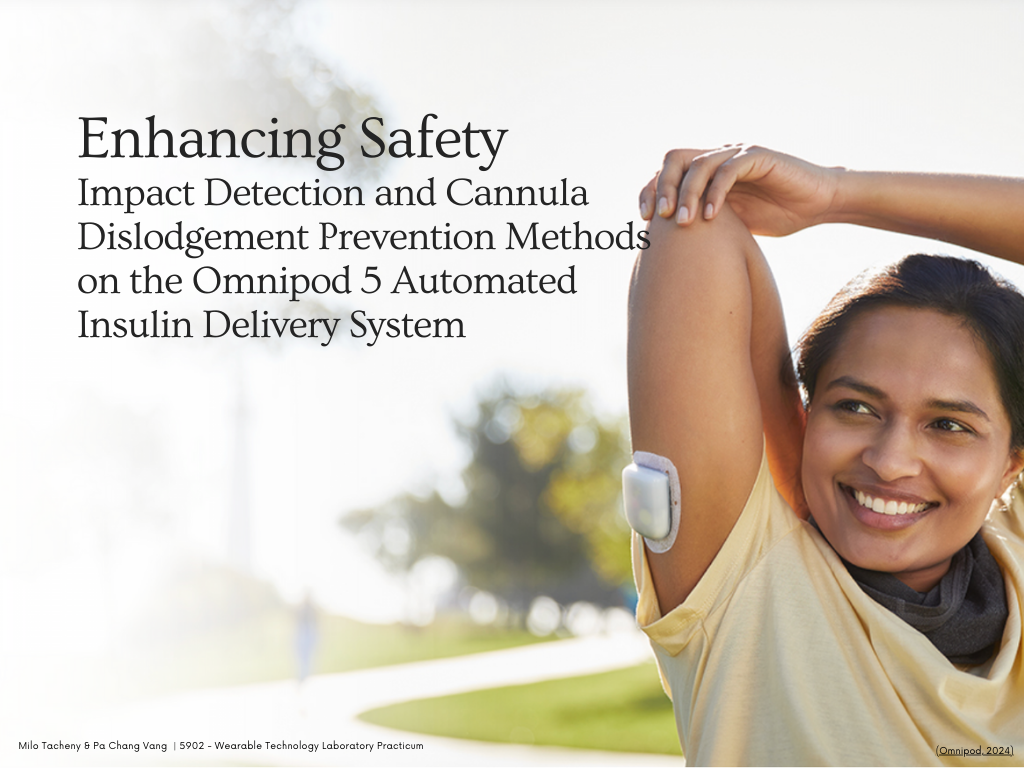 Enhancing Safety
Impact Detection and Cannula
Dislodgement Prevention Methods
on the Omnipod 5 Automated
Insulin Delivery System
Milo Tacheny & Pa Chang Vang | 5902 - Wearable Technology Laboratory Practicum
(Omnipod, 2024)